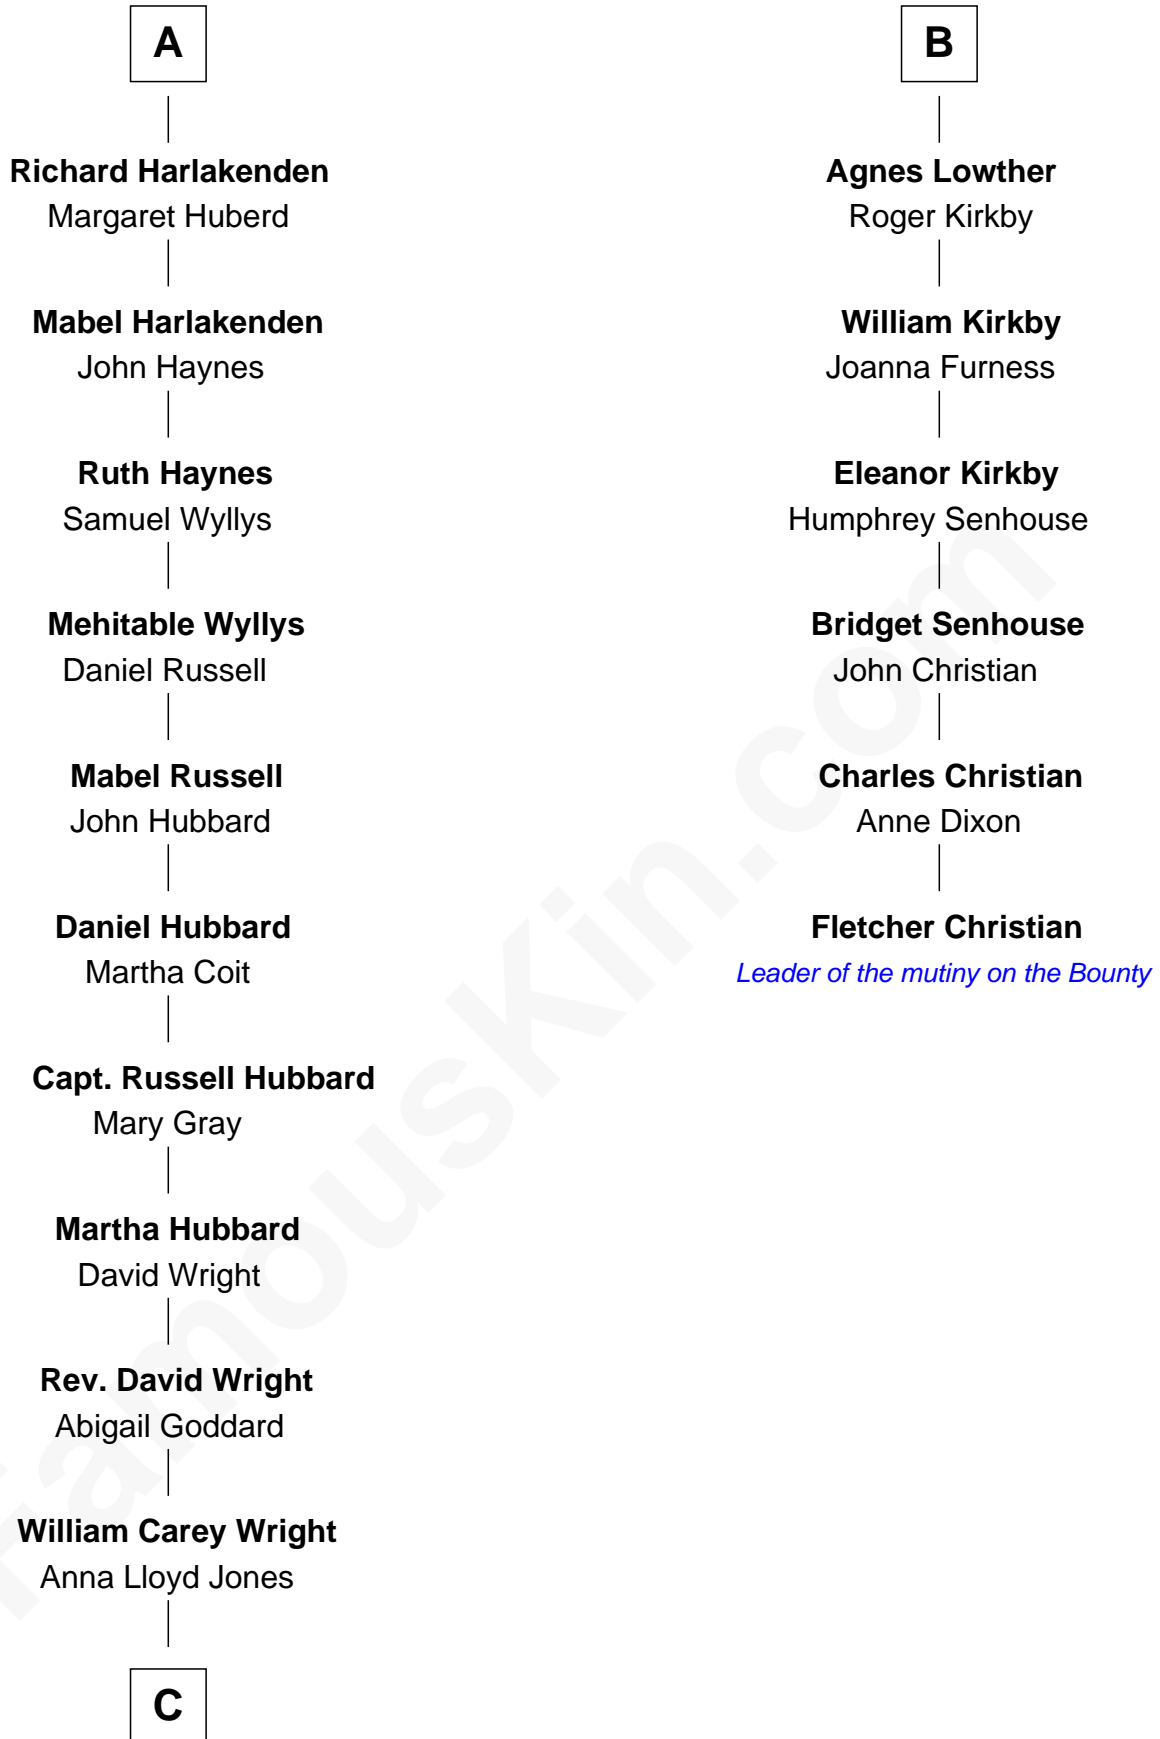 A
Richard Harlakenden
Margaret Huberd
Mabel Harlakenden
John Haynes
Ruth Haynes
Samuel Wyllys
Mehitable Wyllys
Daniel Russell
Mabel Russell
John Hubbard
Daniel Hubbard
Martha Coit
Capt. Russell Hubbard
Mary Gray
Martha Hubbard
David Wright
Rev. David Wright
Abigail Goddard
William Carey Wright
Anna Lloyd Jones
C
B
Agnes Lowther
Roger Kirkby
William Kirkby
Joanna Furness
Eleanor Kirkby
Humphrey Senhouse
Bridget Senhouse
John Christian
Charles Christian
Anne Dixon
Fletcher Christian
Leader of the mutiny on the Bounty
FamousKin.com